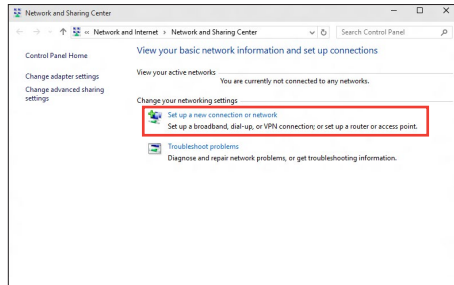 Network and Sharing Center
« Network and Internet › Network and Sharing Center
Search Control Panel
Control Panel Home
Change adapter settings
Change advanced sharing
settings
View your basic network information and set up connections
View your active networks
You are currently not connected to any networks.
Change your networking settings
Set up a new connection or network
Set up a broadband, dial-up, or VPN connection; or set up a router or access point.
Troubleshoot problems
Diagnose and repair network problems, or get troubleshooting information.